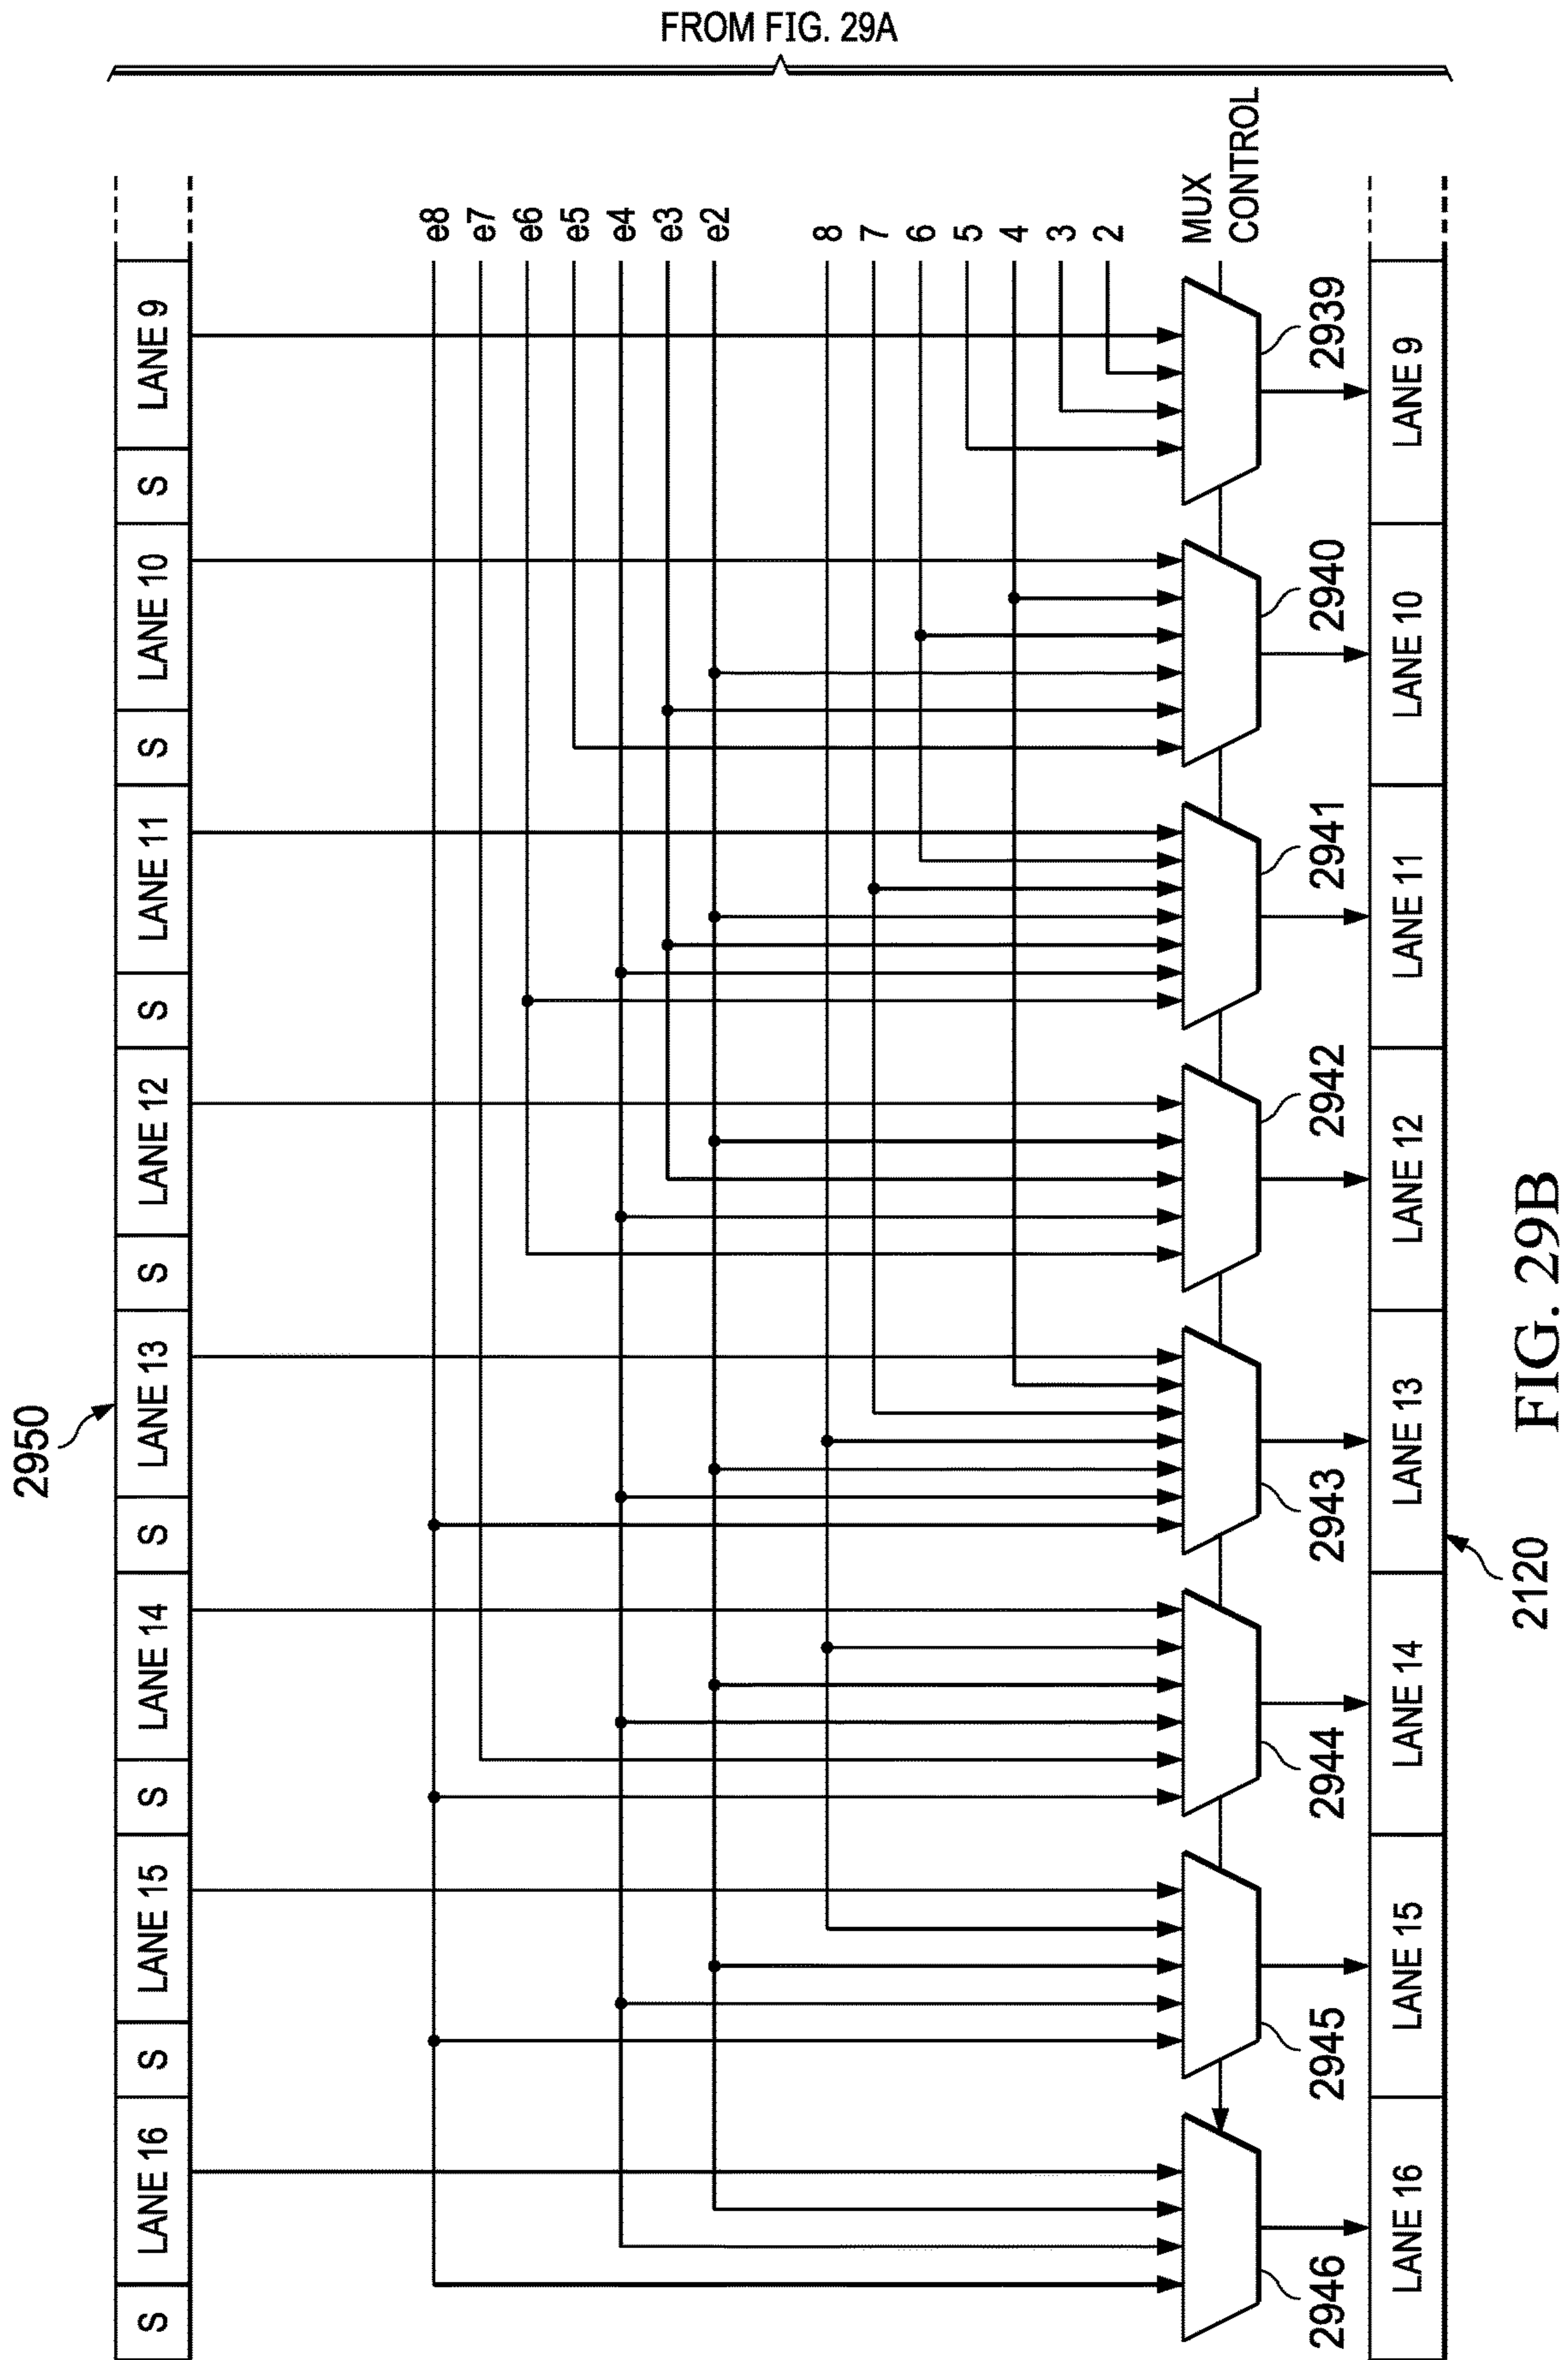 FROM FIG. 29A
2950
S LANE 16 S LANE 15 S LANE 14 S LANE 13 S LANE 12 S LANE 11 S LANE 10 S LANE 9
e8
e7
e6
e5
e4
e3
e2
8
7
6
5
4
3
2
MUX
CONTROL
2946 2945 2944 2943 2942 2941 2940 2939
LANE 16 LANE 15 LANE 14 LANE 13 LANE 12 LANE 11 LANE 10 LANE 9
2120
FIG. 29B